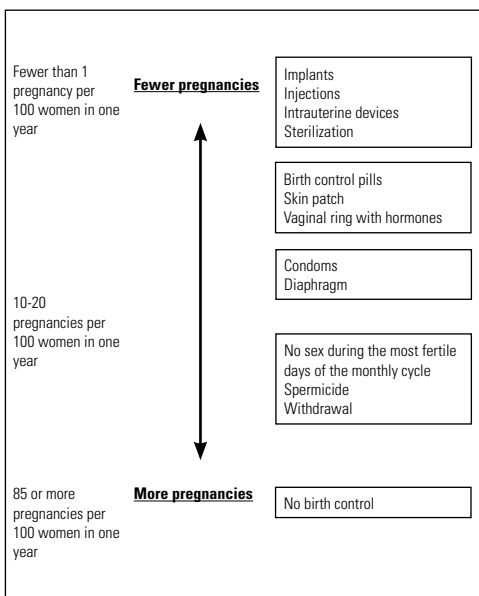 Fewer than 1
pregnancy per
100 women in one
year
Fewer pregnancies
Implants
Injections
Intrauterine devices
Sterilization
Birth control pills
Skin patch
Vaginal ring with hormones
Condoms
Diaphragm
10-20
pregnancies per
100 women in one
year
No sex during the most fertile
days of the monthly cycle
Spermicide
Withdrawal
85 or more
pregnancies per
100 women in one
year
More pregnancies
No birth control